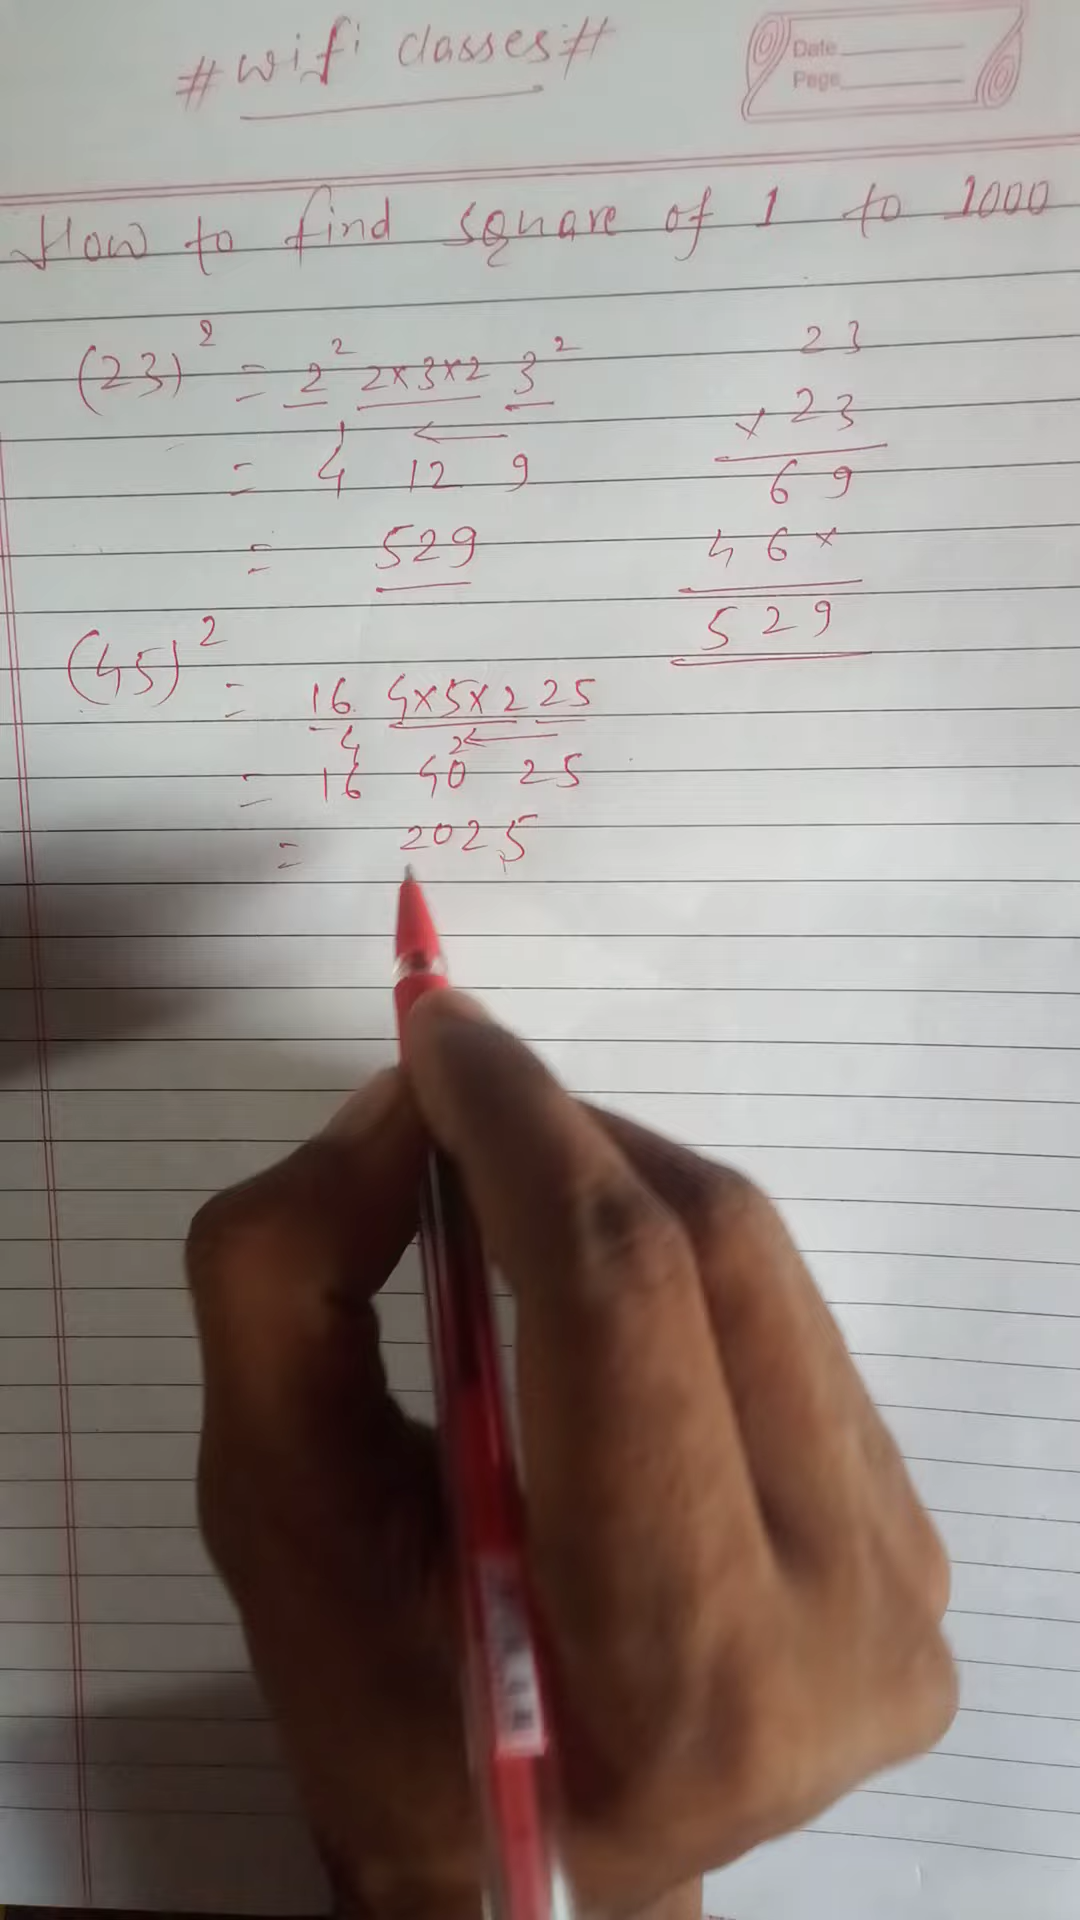 #wifi classes#
Date
Page
How to find square of 1 to 1000
(23)² = 2² 2×3×2 3²
= 4 12 9
= 529
23
× 23
69
46×
529
(45)² = 16 4×5×2 25
4 2
= 16 40 25
= 2025